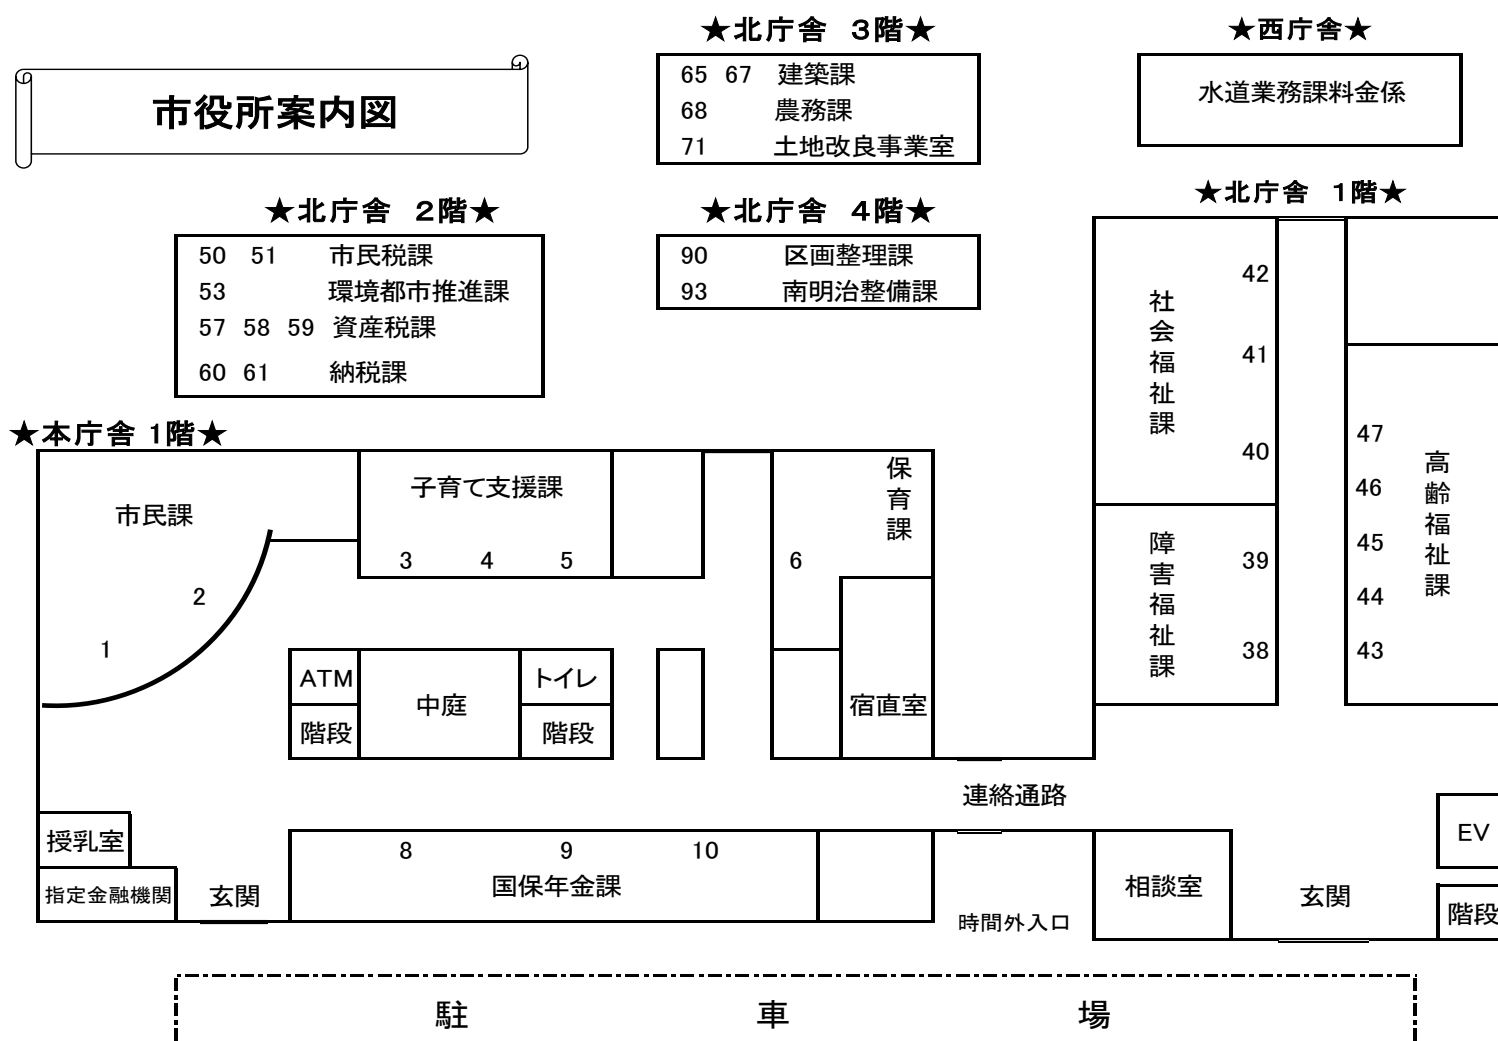 市役所案内図
★北庁舎 3階★
65 67 建築課
68 農務課
71 土地改良事業室
★西庁舎★
水道業務課料金係
★北庁舎 2階★
50 51 市民税課
53 環境都市推進課
57 58 59 資産税課
60 61 納税課
★北庁舎 4階★
90 区画整理課
93 南明治整備課
★北庁舎 1階★
社会福祉課
42
41
40
障害福祉課
39
38
高齢福祉課
47
46
45
44
43
★本庁舎 1階★
市民課
2
1
子育て支援課
3 4 5
保育課
6
ATM
階段
中庭
トイレ
階段
宿直室
連絡通路
授乳室
指定金融機関
玄関
8 9 10
国保年金課
時間外入口
相談室
玄関
EV
階段
駐車場